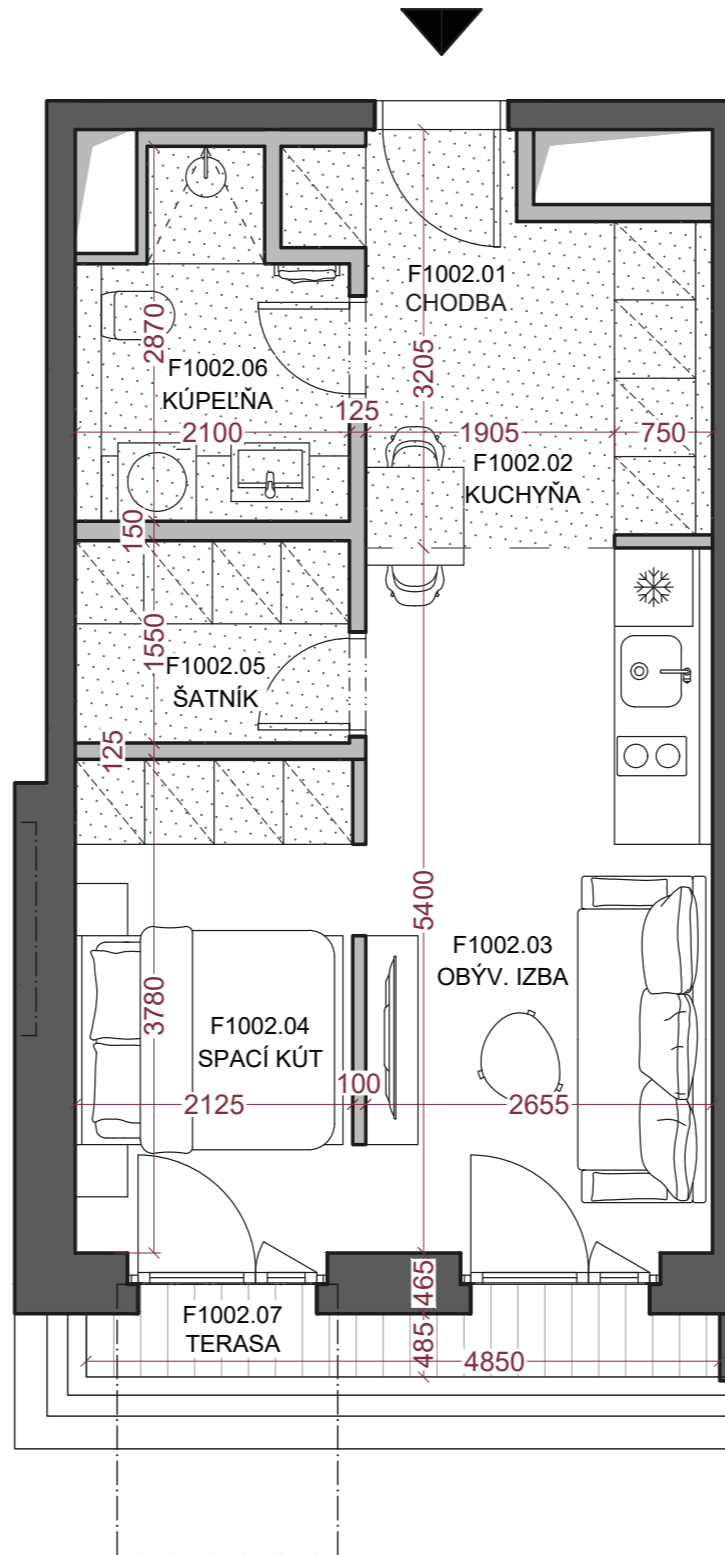 F1002.01
CHODBA
2870
3205
F1002.06
KÚPEĽŇA
125
2100
1905
750
F1002.02
KUCHYŇA
150
1550
F1002.05
ŠATNÍK
125
5400
F1002.03
OBÝV. IZBA
3780
F1002.04
SPACÍ KÚT
100
2125
2655
465
F1002.07
TERASA
485
4850